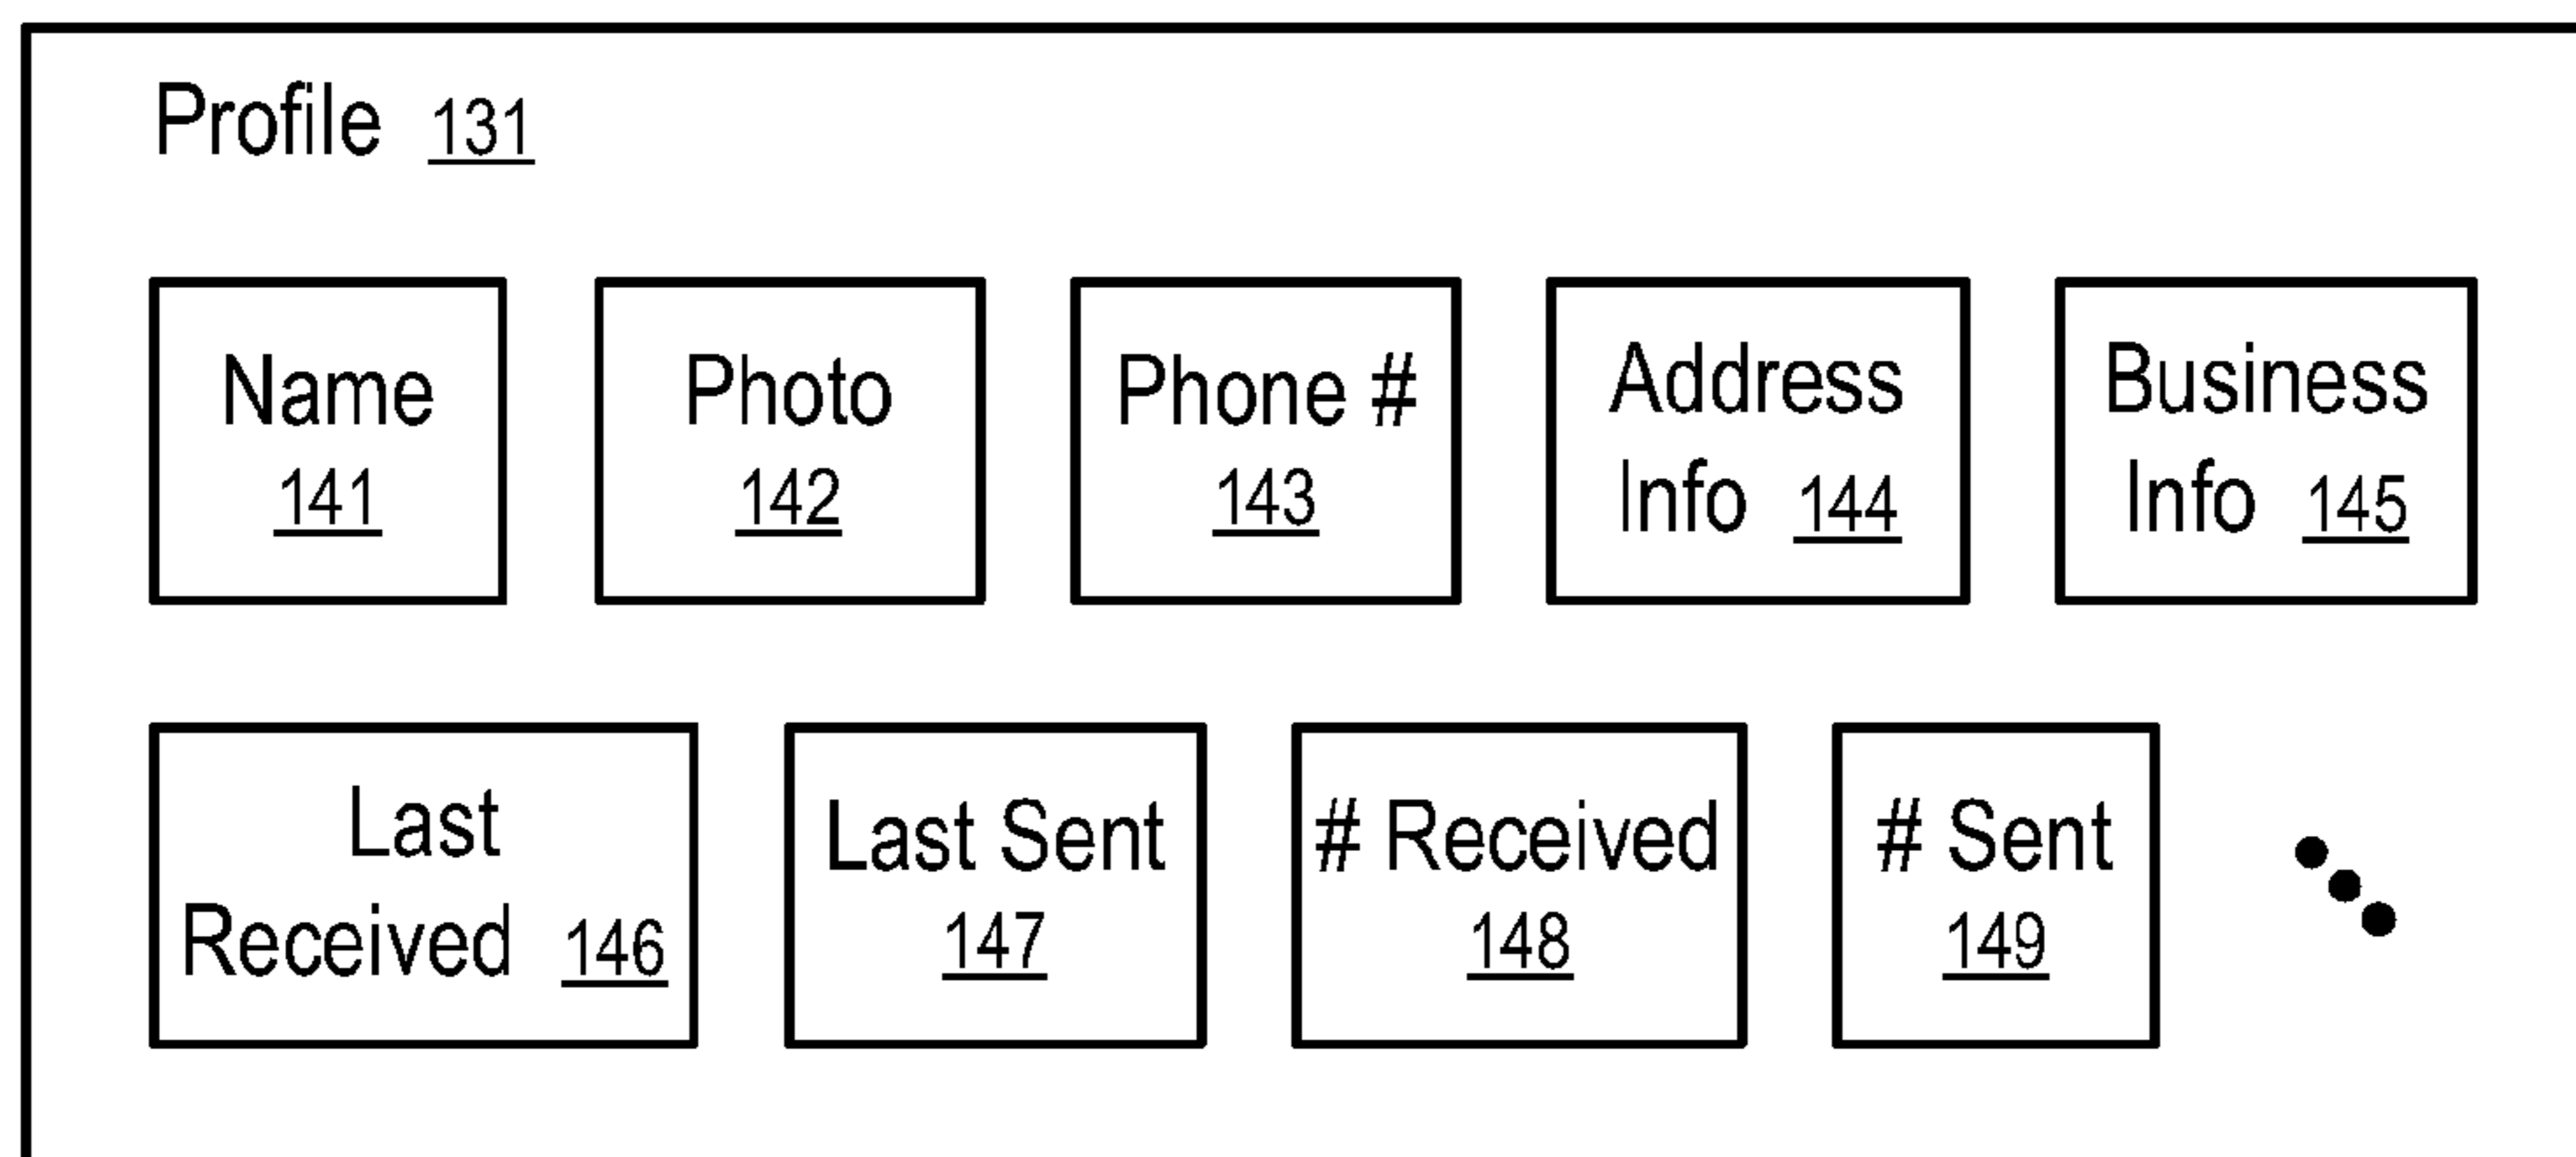 Profile 131
Name
141
Photo
142
Phone #
143
Address
Info 144
Business
Info 145
Last
Received 146
Last Sent
147
# Received
148
# Sent
149